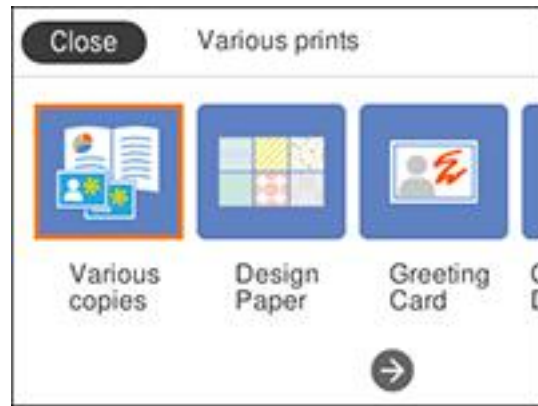 Close
Various prints
Various
copies
Design
Paper
Greeting
Card